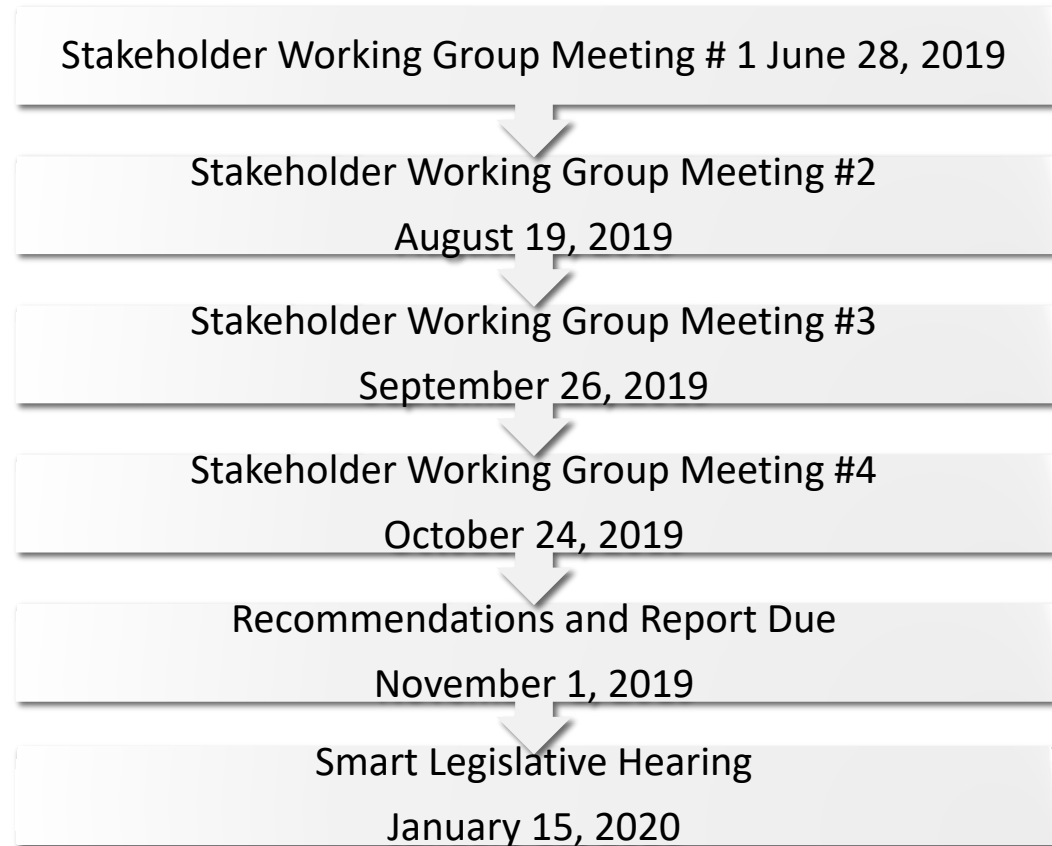 Stakeholder Working Group Meeting # 1 June 28, 2019
Stakeholder Working Group Meeting #2
August 19, 2019
Stakeholder Working Group Meeting #3
September 26, 2019
Stakeholder Working Group Meeting #4
October 24, 2019
Recommendations and Report Due
November 1, 2019
Smart Legislative Hearing
January 15, 2020